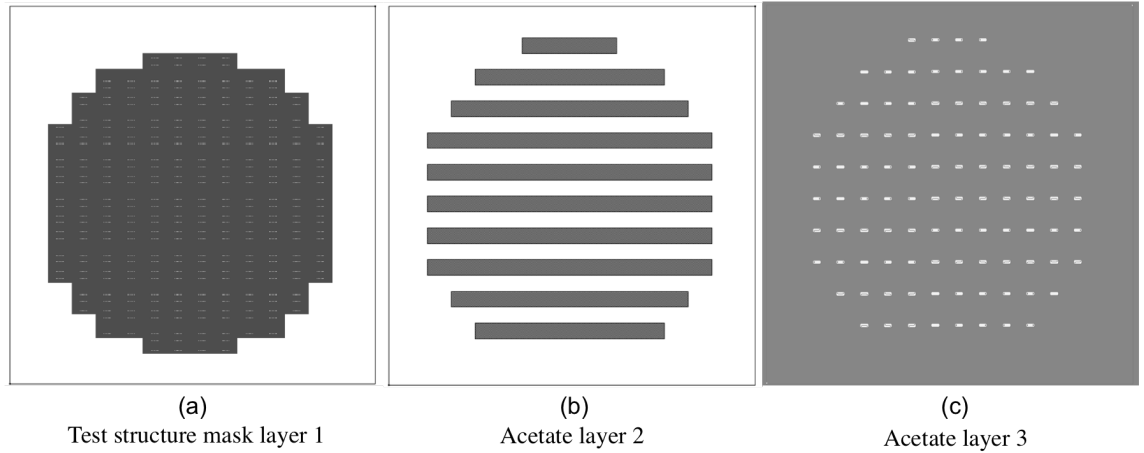 (a)
(b)
(c)
Test structure mask layer 1
Acetate layer 2
Acetate layer 3